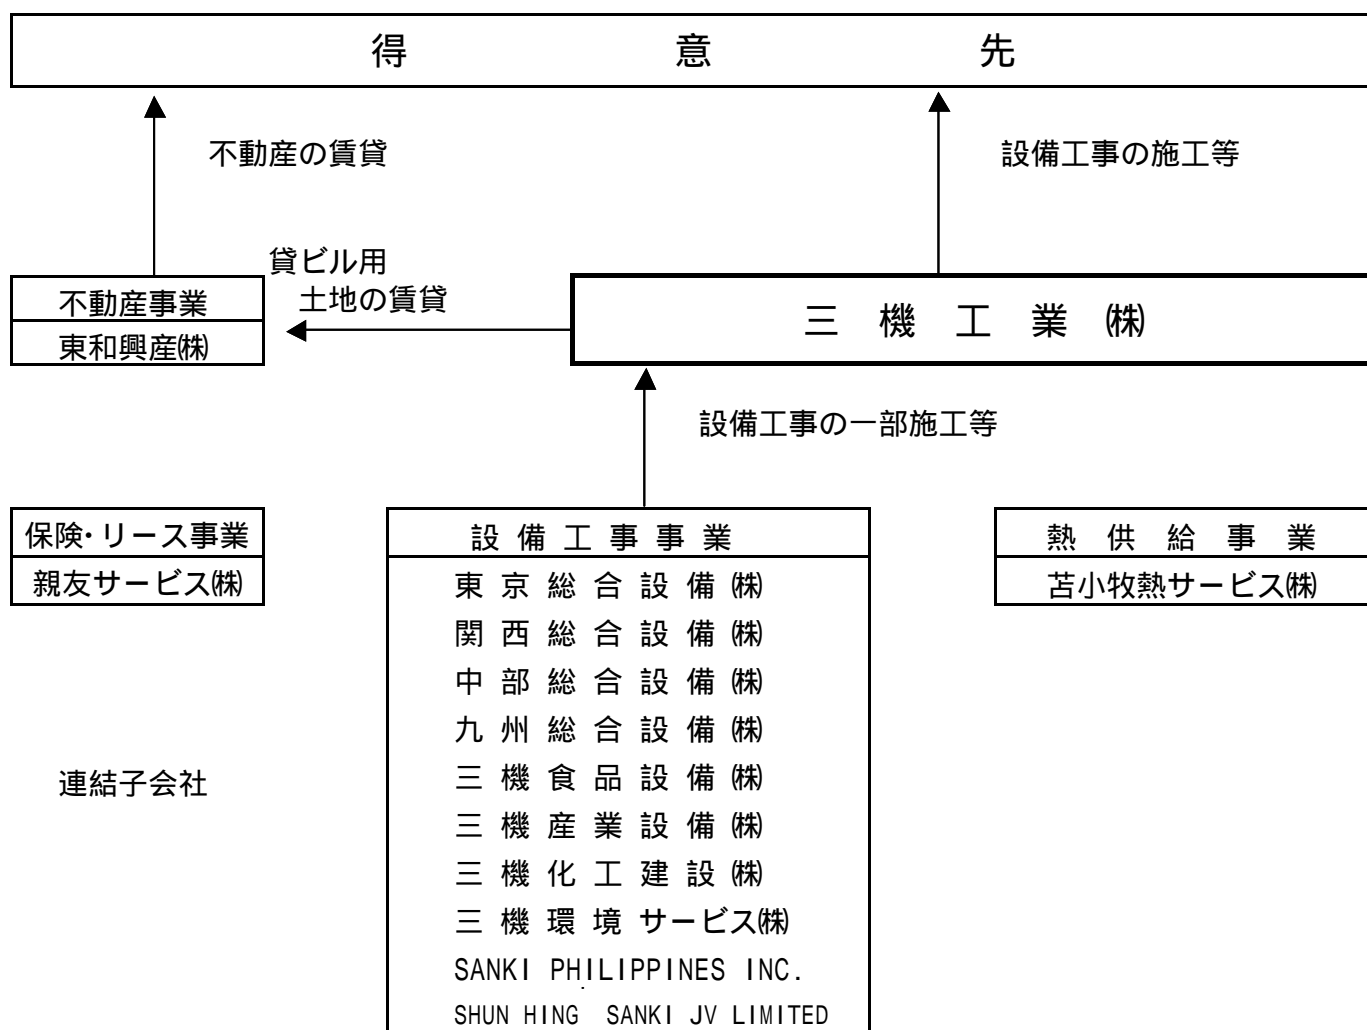 得意先
不動産の賃貸
設備工事の施工等
貸ビル用
土地の賃貸
不動産事業
東和興産㈱
三機工業㈱
設備工事の一部施工等
保険・リース事業
親友サービス㈱
設備工事事業
東京総合設備㈱
関西総合設備㈱
中部総合設備㈱
九州総合設備㈱
三機食品設備㈱
三機産業設備㈱
三機化工建設㈱
三機環境サービス㈱
SANKI PHILIPPINES INC.
SHUN HING SANKI JV LIMITED
熱供給事業
苫小牧熱サービス㈱
連結子会社